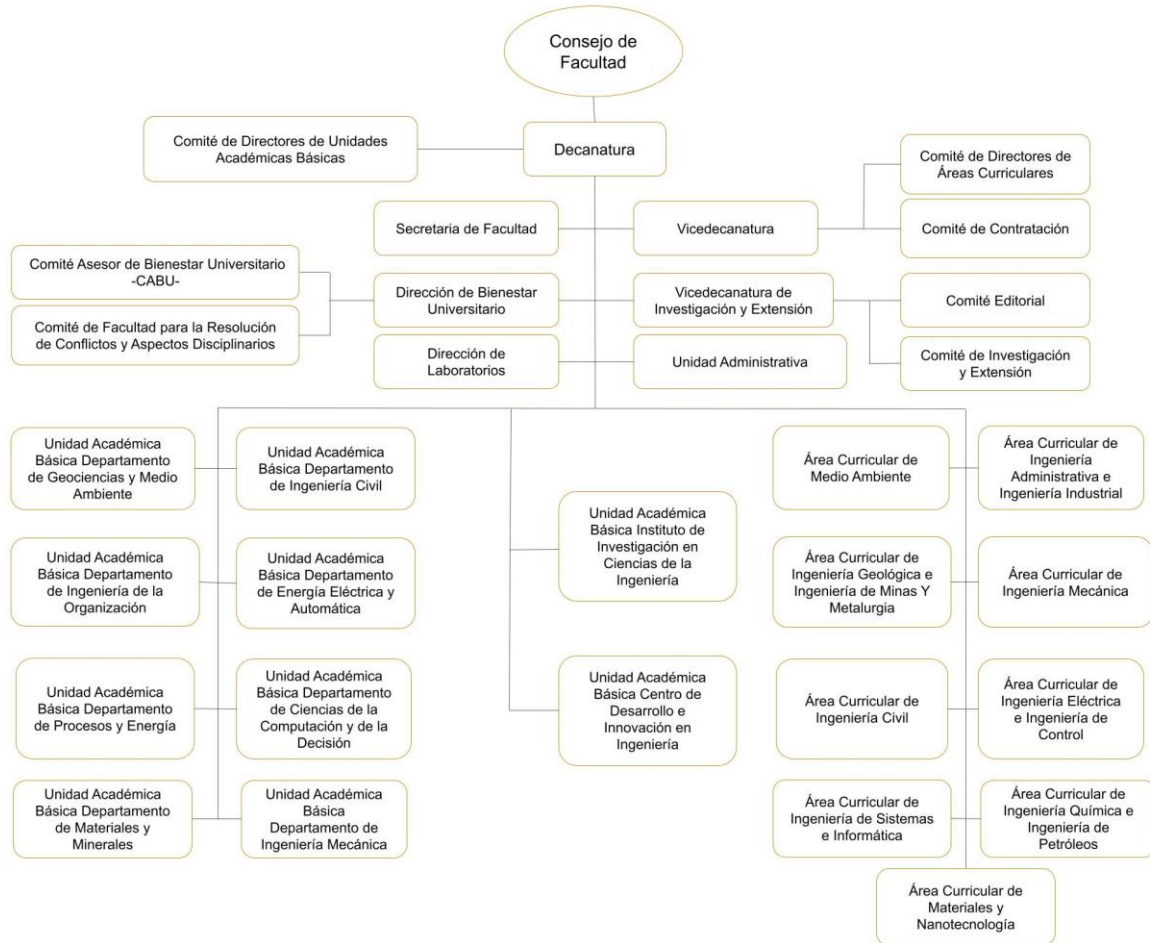 Consejo de
Facultad
Comité de Directores de Unidades
Académicas Básicas
Decanatura
Comité de Directores de
Áreas Curriculares
Secretaria de Facultad
Vicedecanatura
Comité de Contratación
Comité Asesor de Bienestar Universitario
-CABU-
Dirección de Bienestar
Universitario
Vicedecanatura de
Investigación y Extensión
Comité Editorial
Comité de Facultad para la Resolución
de Conflictos y Aspectos Disciplinarios
Dirección de
Laboratorios
Unidad Administrativa
Comité de Investigación
y Extensión
Unidad Académica
Básica Departamento
de Geociencias y Medio
Ambiente
Unidad Académica
Básica Departamento
de Ingeniería Civil
Unidad Académica
Básica Departamento
de Ingeniería de la
Organización
Unidad Académica
Básica Departamento
de Energía Eléctrica y
Automática
Unidad Académica
Básica Departamento
de Procesos y Energía
Unidad Académica
Básica Departamento
de Ciencias de la
Computación y de la
Decisión
Unidad Académica
Básica Departamento
de Materiales y
Minerales
Unidad Académica
Básica
Departamento de
Ingeniería Mecánica
Unidad Académica
Básica Instituto de
Investigación en
Ciencias de la
Ingeniería
Unidad Académica
Básica Centro de
Desarrollo e
Innovación en
Ingeniería
Área Curricular de
Medio Ambiente
Área Curricular de
Ingeniería
Administrativa e
Ingeniería Industrial
Área Curricular de
Ingeniería Geológica e
Ingeniería de Minas Y
Metalurgia
Área Curricular de
Ingeniería Mecánica
Área Curricular de
Ingeniería Civil
Área Curricular de
Ingeniería Eléctrica
e Ingeniería de
Control
Área Curricular de
Ingeniería de Sistemas
e Informática
Área Curricular de
Ingeniería Química e
Ingeniería de
Petróleos
Área Curricular de
Materiales y
Nanotecnología